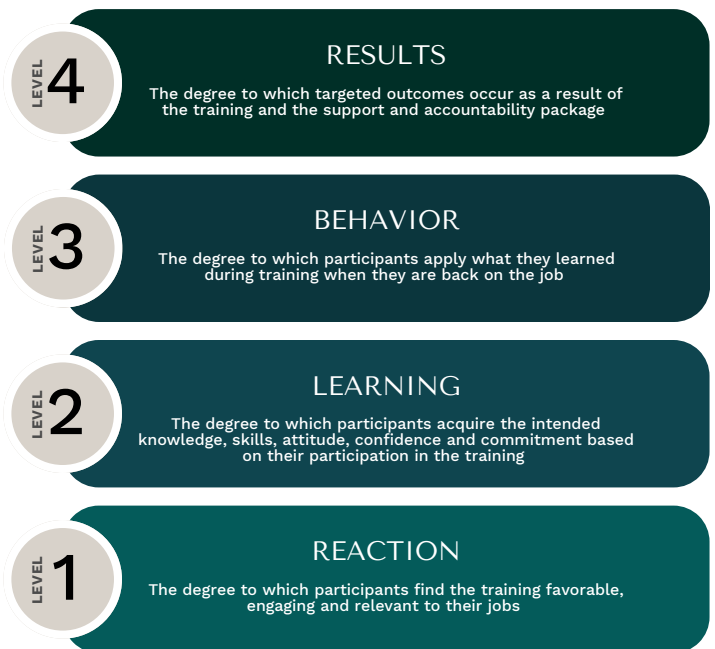 LEVEL
4
RESULTS
The degree to which targeted outcomes occur as a result of
the training and the support and accountability package
LEVEL
3
BEHAVIOR
The degree to which participants apply what they learned
during training when they are back on the job
LEVEL
2
LEARNING
The degree to which participants acquire the intended
knowledge, skills, attitude, confidence and commitment based
on their participation in the training
LEVEL
1
REACTION
The degree to which participants find the training favorable,
engaging and relevant to their jobs